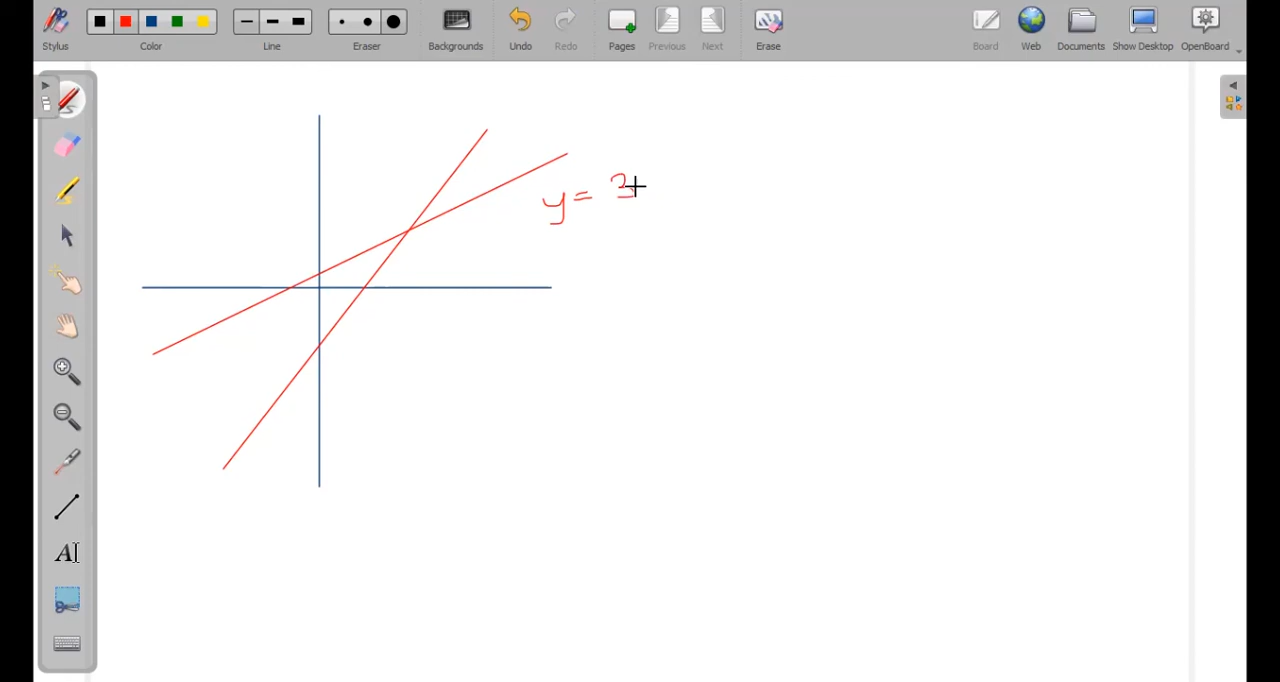 Stylus
Color
Line
Eraser
Backgrounds
Undo
Redo
Pages
Previous
Next
Erase
Board
Web
Documents
Show Desktop
OpenBoard
y = 3
A